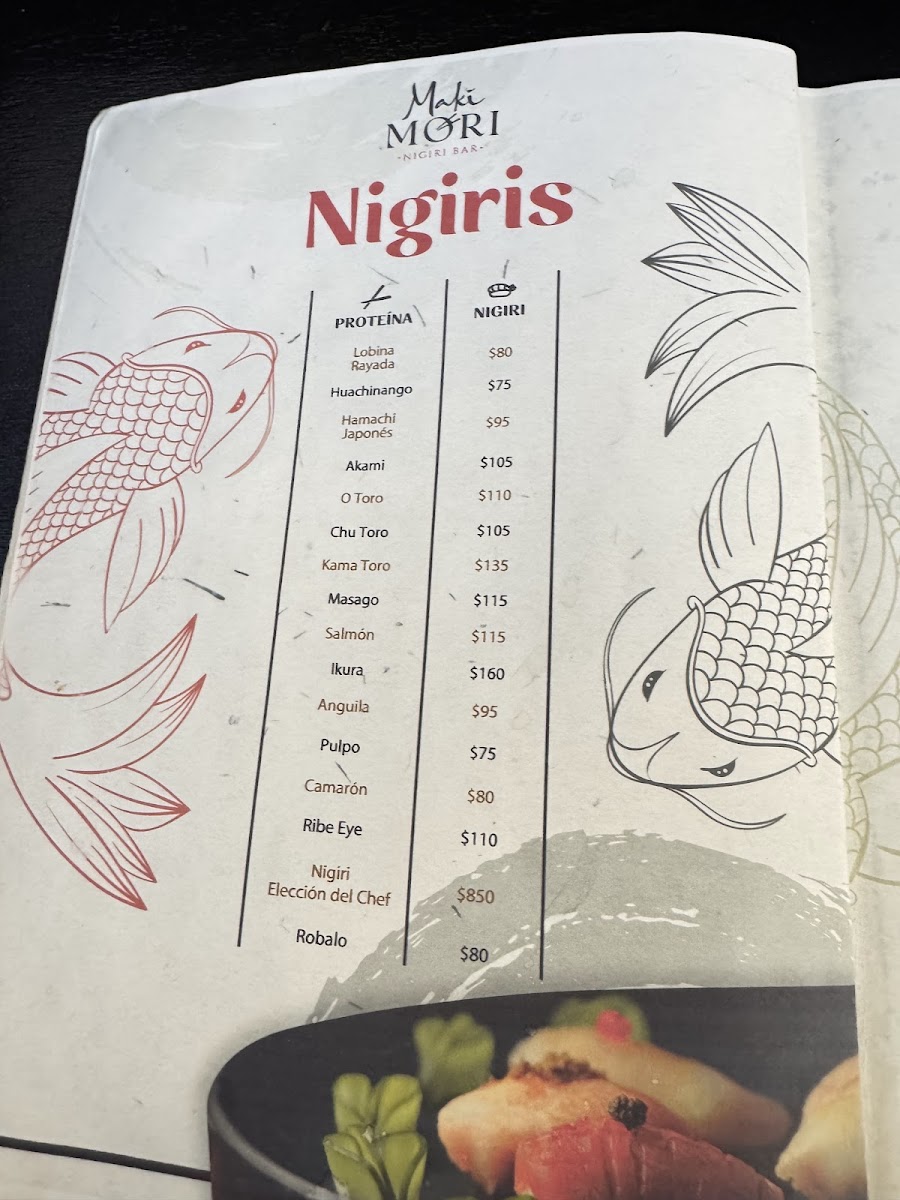 Maki
MORI
-NIGIRI BAR-
Nigiris
PROTEÍNA NIGIRI
Lobina
Rayada $80
Huachinango $75
Hamachi
Japonés $95
Akami $105
O Toro $110
Chu Toro $105
Kama Toro $135
Masago $115
Salmón $115
Ikura $160
Anguila $95
Pulpo $75
Camarón $80
Ribe Eye $110
Nigiri
Elección del Chef $850
Robalo $80